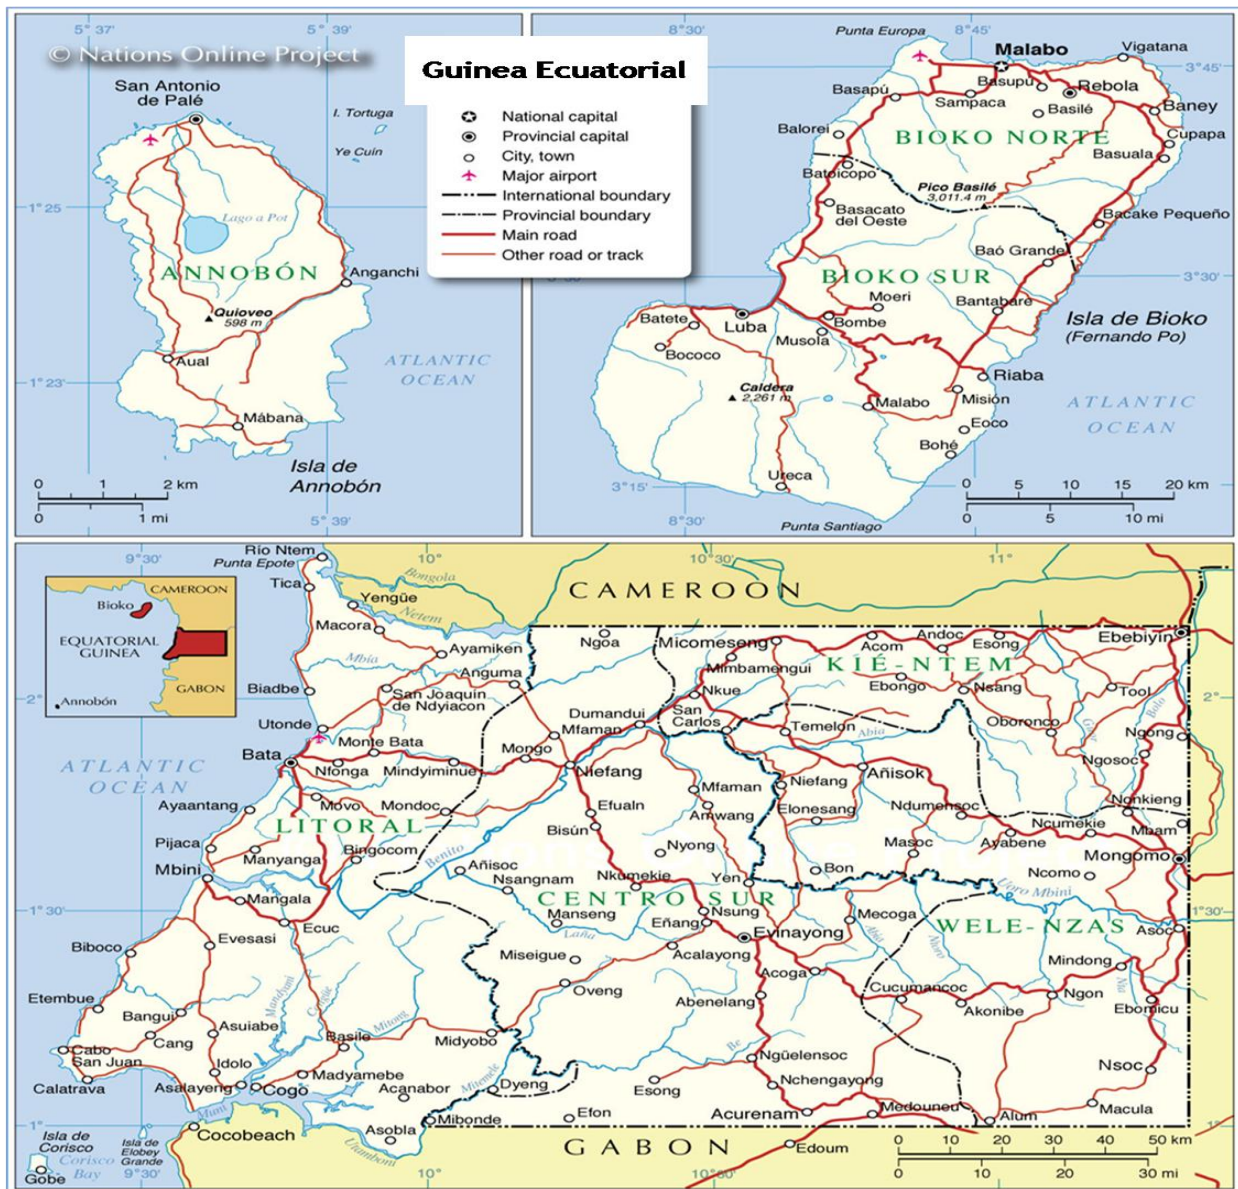 5° 37'
5° 39'
© Nations Online Project
San Antonio
de Palé
I. Tortuga
Ye Cuín
1° 25'
Lago a Pot
ANNOBÓN
Anganchi
Quioveo
598 m
Aual
ATLANTIC
OCEAN
1° 23'
Mábana
Isla de
Annobón
0 1 2 km
0 1 mi
5° 39'
Guinea Ecuatorial
National capital
Provincial capital
City, town
Major airport
International boundary
Provincial boundary
Main road
Other road or track
8° 30'
8° 45'
Punta Europa
Malabo
Vigatana
3° 45'
Basapú
Sampaca
Basupú
Rebola
Basilé
Baney
Balorei
BIOKO NORTE
Cupapa
Basuala
Batoicopo
Pico Basilé
3,011.4 m
Basacato
del Oeste
Bacake Pequeño
Baó Grande
3° 30'
BIOKO SUR
Moeri
Bantabaré
Batete
Luba
Bombe
Musola
Isla de Bioko
(Fernando Po)
Bococo
Riaba
Caldera
2,261 m
Malabo
Misión
ATLANTIC
OCEAN
Eoco
Bohé
Ureca
3° 15'
0 5 10 15 20 km
0 5 10 mi
8° 30'
Punta Santiago
9° 30'
10°
10° 30'
11°
Río Ntem
Punta Epote
Bongola
CAMEROON
Tica
Yengüe
Netem
CAMEROON
Bioko
EQUATORIAL
GUINEA
GABON
Annobón
Macora
Ayamiken
Mbía
Ngoa
Micomeseng
Acom
Andoc
Esong
Ebebiyín
Anguma
Mimbamengui
KIÉ-NTEM
Biadbe
San Joaquin
de Ndyiacon
Nkue
Ebongo
Nsang
Tool
2°
Utonde
Dumandui
San
Carlos
Temelon
Oboronco
Bolo
Mfaman
Abia
Ngong
Bata
Monte Bata
Mongo
Nfonga
Mindyiminue
Niefang
Ngosoc
ATLANTIC
OCEAN
Niefang
Añisok
Mfaman
Ayaantang
Movo
Mondoc
Efualn
Amwang
Elonesang
Ndumensoc
Nonkieng
LITORAL
Bisún
Ncumekie
Mbam
Pijaca
Manyanga
Bingocom
Benito
Nyong
Masoc
Ayabene
Mongomo
Mbini
Añisoc
Nsangnam
Nkumekie
Yen
Bon
Ncomo
Uoro Mbini
Mangala
CENTRO SUR
1° 30'
1° 30'
Manseng
Nsung
Mecoga
WELE-NZAS
Ecuc
Laña
Eñang
Evinayong
Abia
Asoc
Biboco
Evesasi
Miseigue
Acalayong
Mindong
Acoga
Etembue
Oveng
Abenelang
Cucumancoc
Ngon
Bangui
Akonibe
Ebomicu
Asuiabe
Mitong
Cang
Basile
Midyobo
Cabo
San Juan
Be
Ngüelensoc
Nsoc
Idolo
Madyamebe
Mitemele
Calatrava
Asalayeng
Cogo
Acanabor
Dyeng
Esong
Nchengayong
Macula
Muni
Mibonde
Efon
Acurenam
Medouneu
Alum
Cocobeach
Asobla
Utamboni
GABON
Edoum
Isla de
Corisco
Isla de
Elobey
Grande
Corisco
Bay
Gobe
9° 30'
10°
10° 30'
0 10 20 30 40 50 km
0 10 20 30 mi